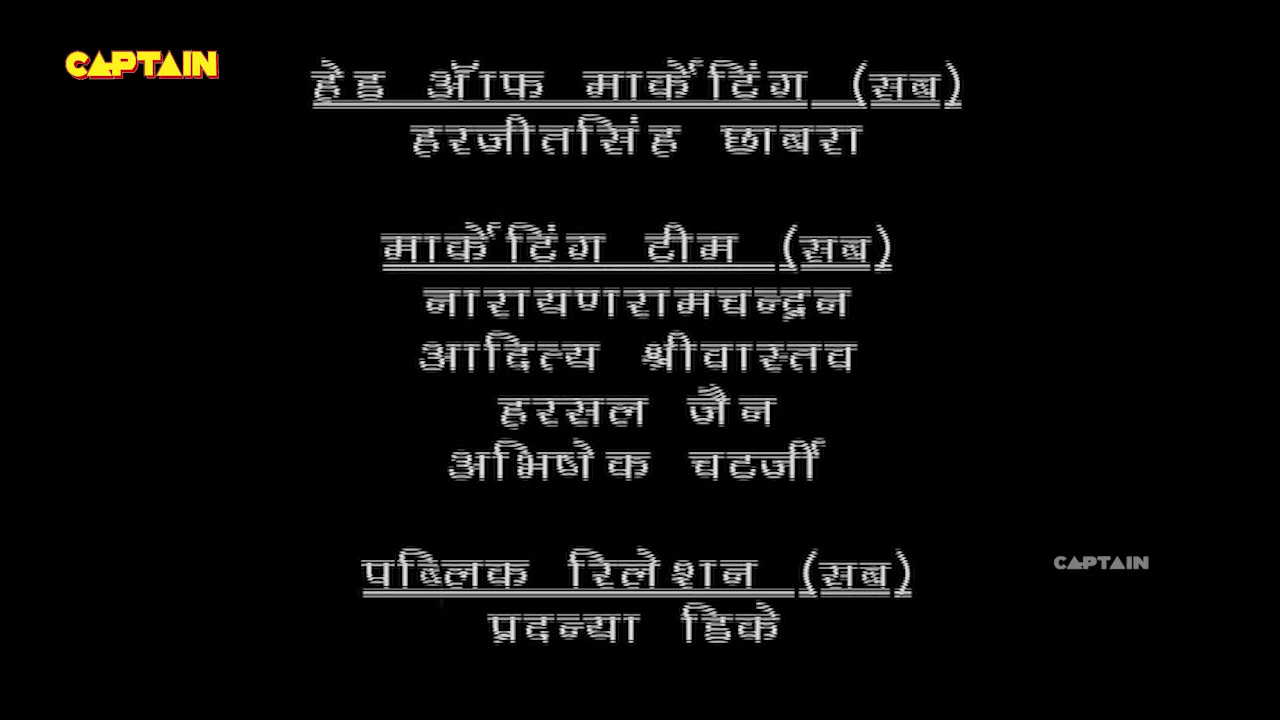 CAPTAIN
हेड ऑफ मार्केटिंग (सब)
हरजीतसिंह छाबरा
मार्केटिंग टीम (सब)
नारायणरामचन्द्रन
आदित्य श्रीवास्तव
हरसल जैन
अभिषेक चटर्जी
पब्लिक रिलेशन (सब)
CAPTAIN
प्रदन्या डिके